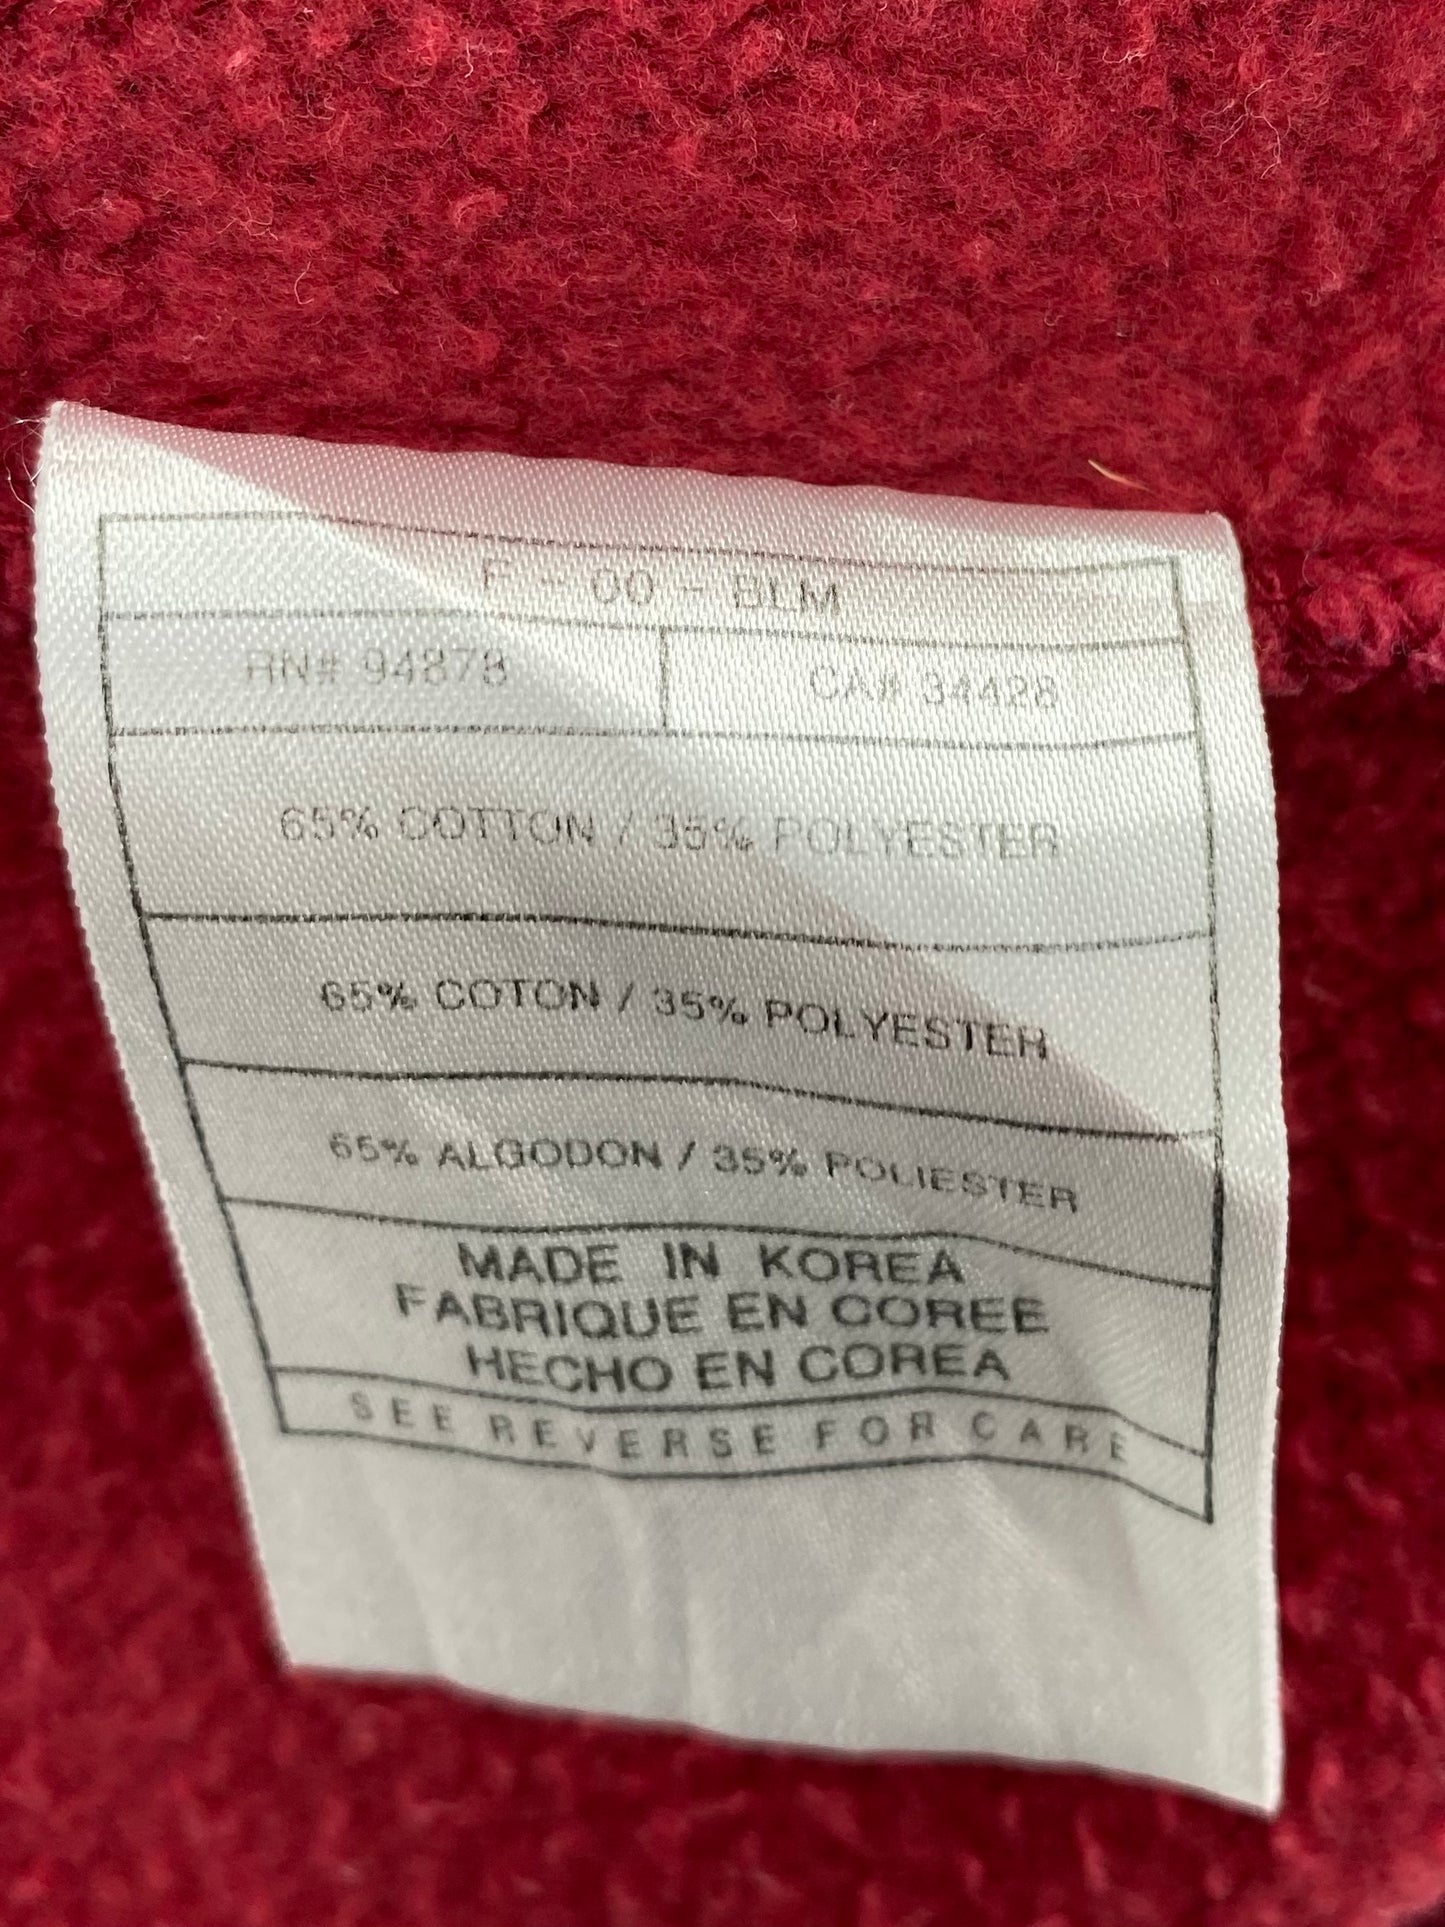 F - 00 - BLM
RN# 94878
CA# 34428
65% COTTON / 35% POLYESTER
65% COTON / 35% POLYESTER
65% ALGODON / 35% POLIESTER
MADE IN KOREA
FABRIQUE EN COREE
HECHO EN COREA
SEE REVERSE FOR CARE